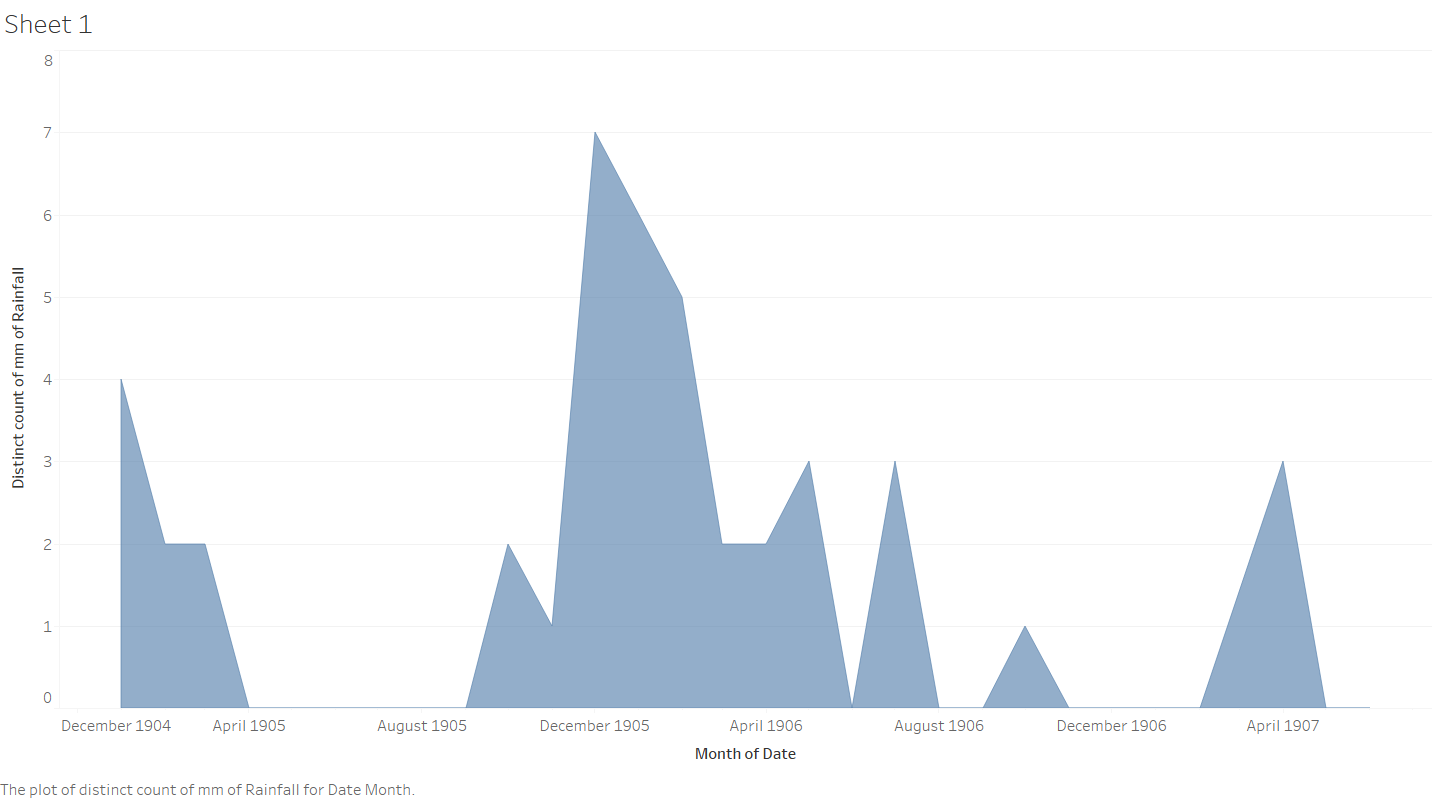 Sheet 1
8
7
6
5
4
3
2
1
0
Distinct count of mm of Rainfall
December 1904 April 1905 August 1905 December 1905 April 1906 August 1906 December 1906 April 1907
Month of Date
The plot of distinct count of mm of Rainfall for Date Month.